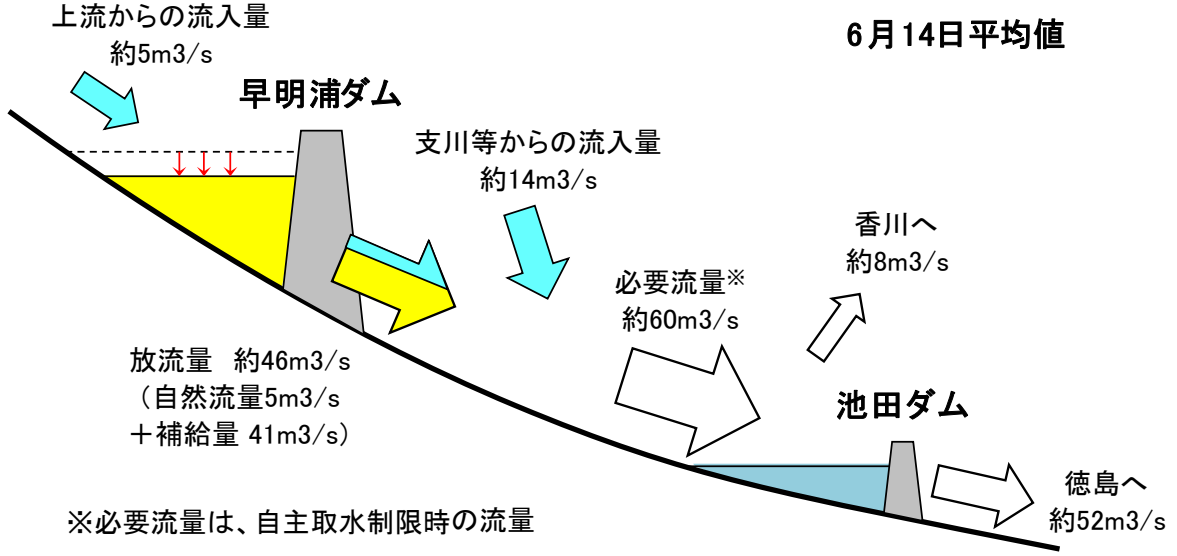 上流からの流入量
約5m3/s
6月14日平均値
早明浦ダム
支川等からの流入量
約14m3/s
香川へ
約8m3/s
必要流量※
約60m3/s
放流量　約46m3/s
（自然流量5m3/s
＋補給量 41m3/s）
池田ダム
徳島へ
約52m3/s
※必要流量は、自主取水制限時の流量